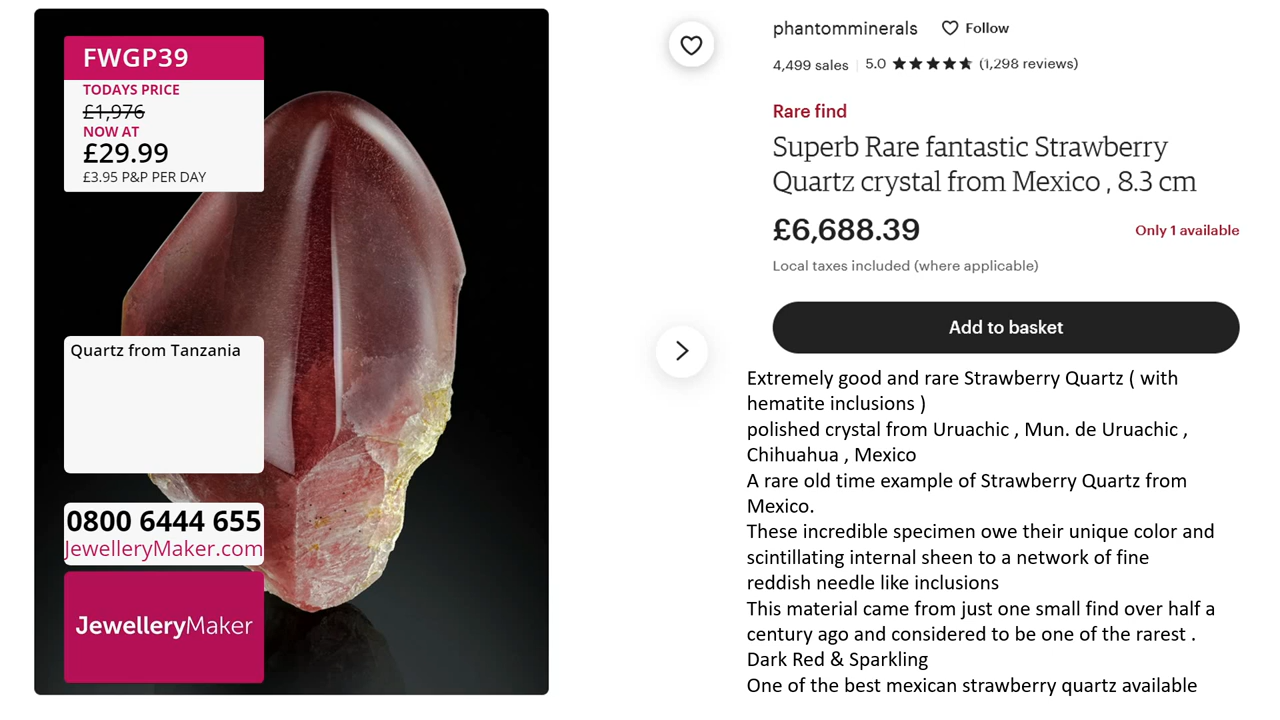 FWGP39
TODAYS PRICE
£1,976
NOW AT
£29.99
£3.95 P&P PER DAY
Quartz from Tanzania
0800 6444 655
JewelleryMaker.com
JewelleryMaker
phantomminerals Follow
4,499 sales 5.0 ★★★★★ (1,298 reviews)
Rare find
Superb Rare fantastic Strawberry
Quartz crystal from Mexico , 8.3 cm
£6,688.39 Only 1 available
Local taxes included (where applicable)
Add to basket
Extremely good and rare Strawberry Quartz ( with
hematite inclusions )
polished crystal from Uruachic , Mun. de Uruachic ,
Chihuahua , Mexico
A rare old time example of Strawberry Quartz from
Mexico.
These incredible specimen owe their unique color and
scintillating internal sheen to a network of fine
reddish needle like inclusions
This material came from just one small find over half a
century ago and considered to be one of the rarest .
Dark Red & Sparkling
One of the best mexican strawberry quartz available